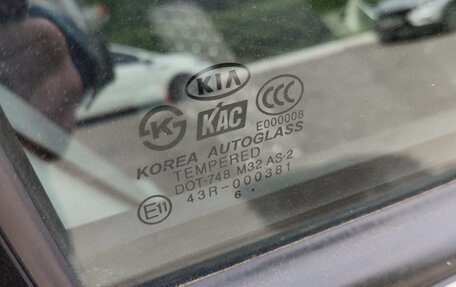 KIA
KAC
CCC
E000008
KOREA AUTOGLASS
TEMPERED
DOT-748 M32 AS-2
43R-000381
E11
6 .